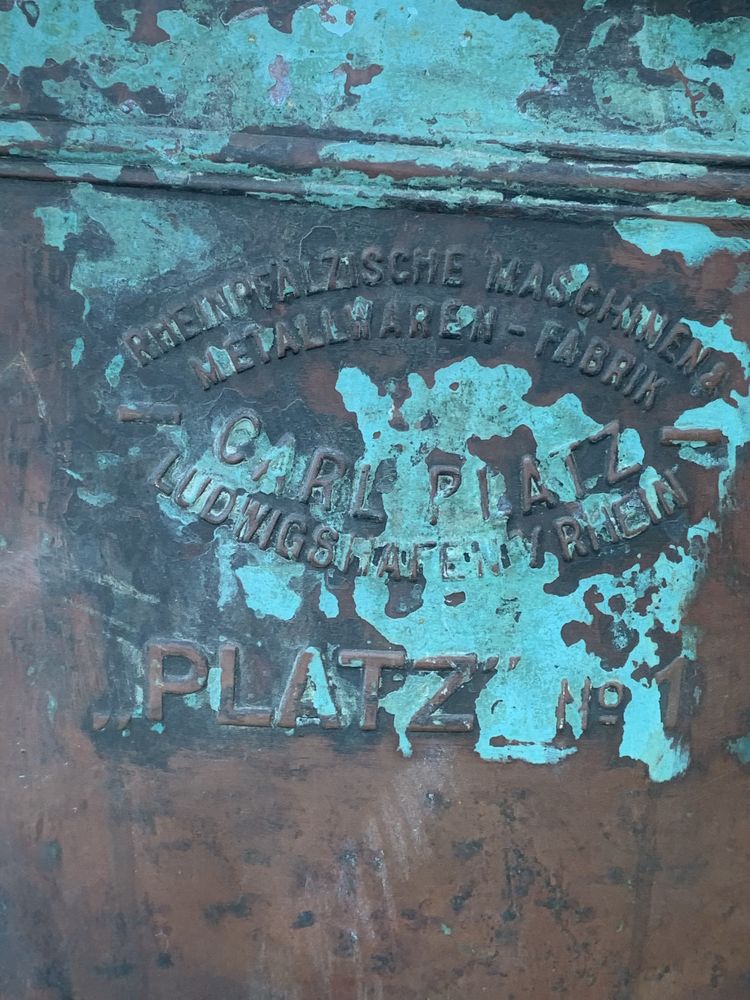 RHEINPFÄLZISCHE MASCHINEN &
METALLWAREN-FABRIK
— CARL PLATZ —
LUDWIGSHAFEN / RHEIN
„PLATZ“ No 1